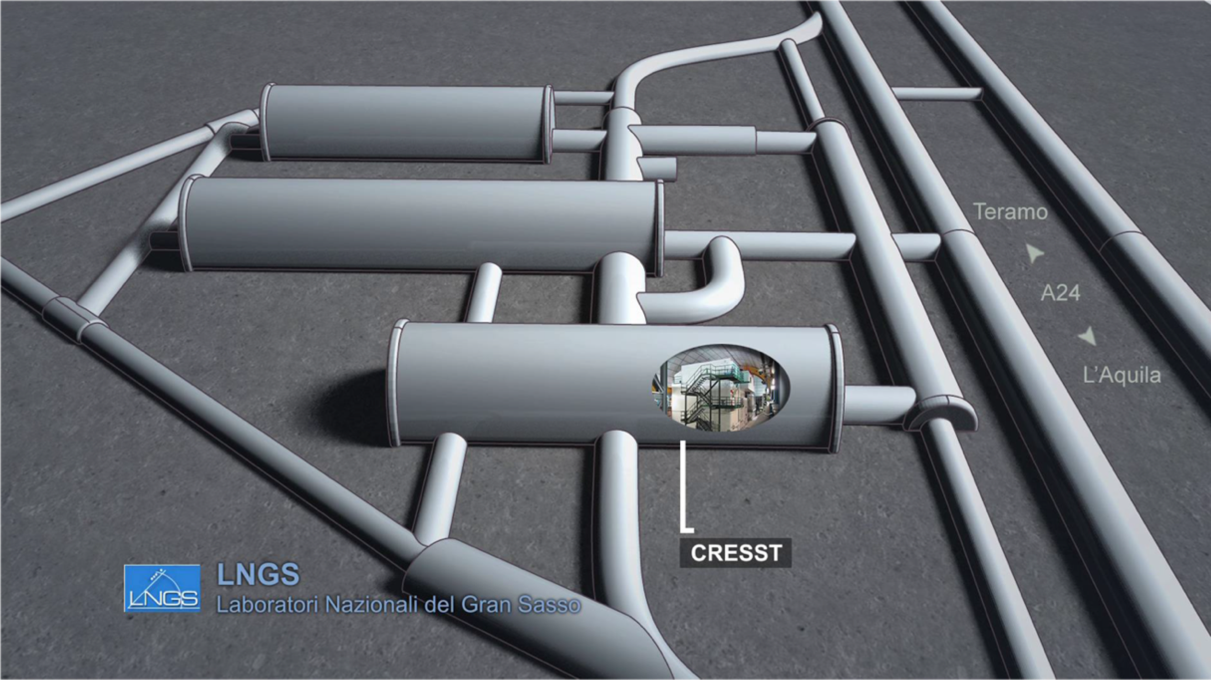 Teramo
A24
L'Aquila
CRESST
LNGS
LNGS
Laboratori Nazionali del Gran Sasso